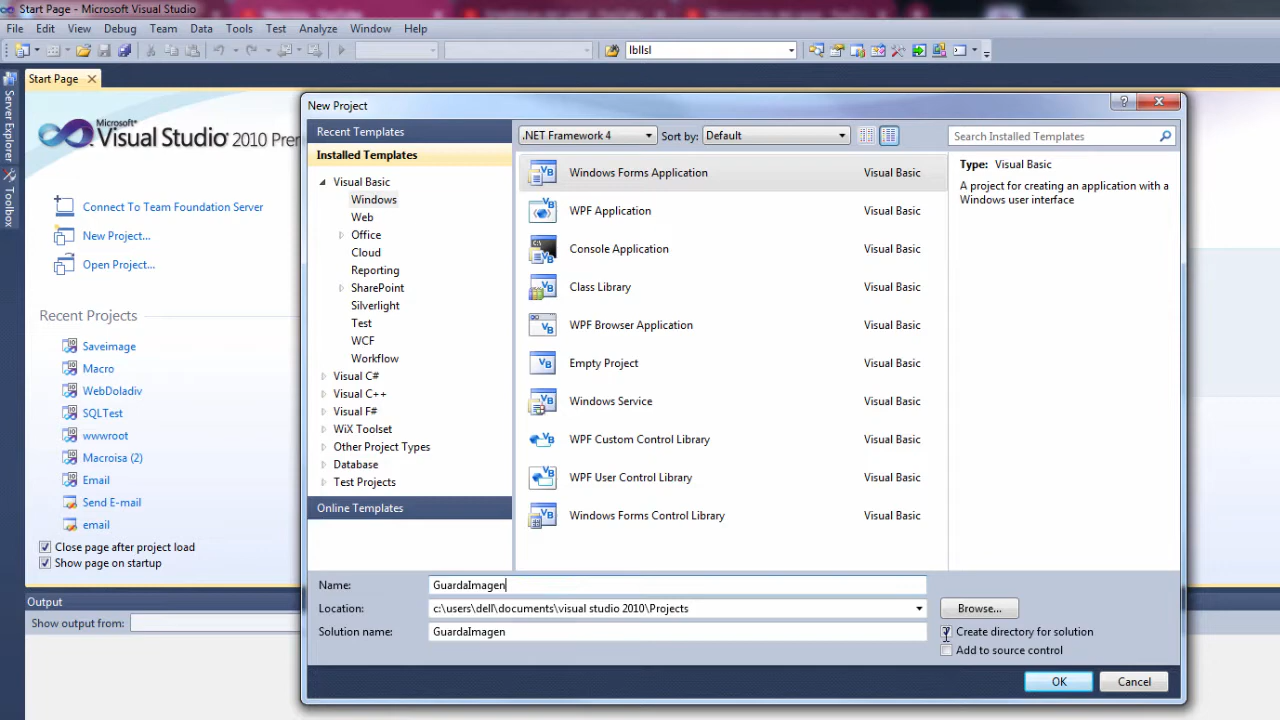 Start Page - Microsoft Visual Studio
File Edit View Debug Team Data Tools Test Analyze Window Help
lbllsl
Start Page
Server Explorer
Toolbox
Microsoft®
Visual Studio 2010
Connect To Team Foundation Server
New Project...
Open Project...
Recent Projects
Saveimage
Macro
WebDoladiv
SQLTest
wwwroot
Macroisa (2)
Email
Send E-mail
email
Close page after project load
Show page on startup
Output
Show output from:
New Project
Recent Templates
Installed Templates
Visual Basic
Windows
Web
Office
Cloud
Reporting
SharePoint
Silverlight
Test
WCF
Workflow
Visual C#
Visual C++
Visual F#
WiX Toolset
Other Project Types
Database
Test Projects
Online Templates
.NET Framework 4 Sort by: Default
Windows Forms Application Visual Basic
WPF Application Visual Basic
Console Application Visual Basic
Class Library Visual Basic
WPF Browser Application Visual Basic
Empty Project Visual Basic
Windows Service Visual Basic
WPF Custom Control Library Visual Basic
WPF User Control Library Visual Basic
Windows Forms Control Library Visual Basic
Search Installed Templates
Type: Visual Basic
A project for creating an application with a
Windows user interface
Name: GuardaImagen
Location: c:\users\dell\documents\visual studio 2010\Projects
Browse...
Solution name: GuardaImagen
Create directory for solution
Add to source control
OK Cancel